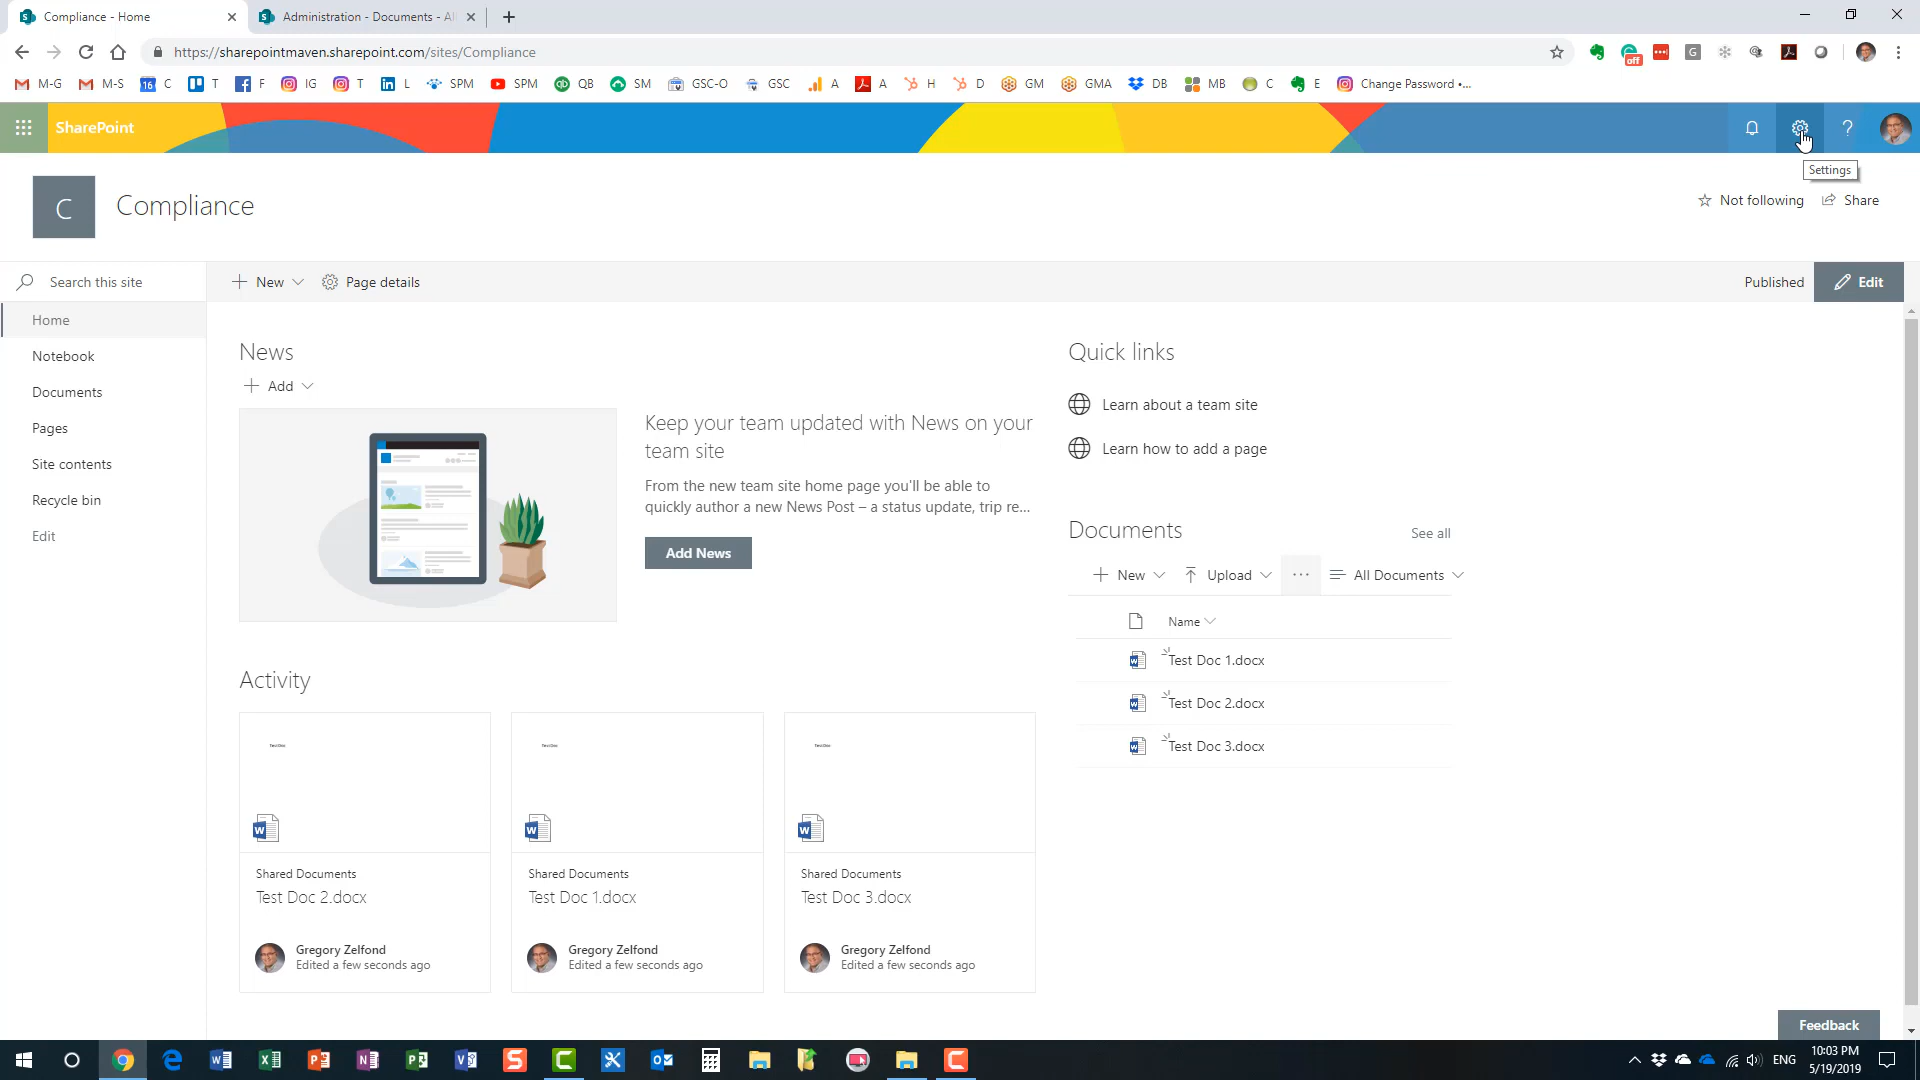 Compliance - Home
Administration - Documents - Al
https://sharepointmaven.sharepoint.com/sites/Compliance
off
M-G
M-S
16
C
T
F
IG
T
L
SPM
SPM
QB
SM
GSC-O
GSC
A
A
H
D
GM
GMA
DB
MB
C
E
Change Password •...
SharePoint
?
Settings
C
Compliance
Not following
Share
Search this site
New
Page details
Published
Edit
Home
Notebook
Documents
Pages
Site contents
Recycle bin
Edit
News
Add
Keep your team updated with News on your
team site
From the new team site home page you'll be able to
quickly author a new News Post – a status update, trip re...
Add News
Quick links
Learn about a team site
Learn how to add a page
Documents
See all
New
Upload
...
All Documents
Name
Test Doc 1.docx
Test Doc 2.docx
Test Doc 3.docx
Activity
Test Doc
Shared Documents
Test Doc 2.docx
Gregory Zelfond
Edited a few seconds ago
Test Doc
Shared Documents
Test Doc 1.docx
Gregory Zelfond
Edited a few seconds ago
Test Doc
Shared Documents
Test Doc 3.docx
Gregory Zelfond
Edited a few seconds ago
Feedback
ENG
10:03 PM
5/19/2019